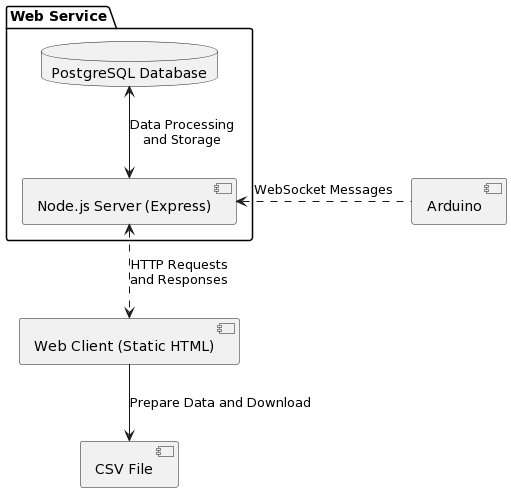 Web Service
PostgreSQL Database
Data Processing
and Storage
Node.js Server (Express)
WebSocket Messages
Arduino
HTTP Requests
and Responses
Web Client (Static HTML)
Prepare Data and Download
CSV File